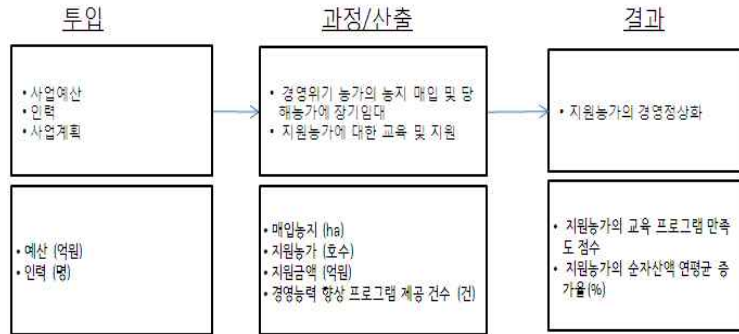 투입
과정/산출
결과
• 사업예산
• 인력
• 사업계획
• 경영위기 농가의 농지 매입 및 당
해농가에 장기임대
• 지원농가에 대한 교육 및 지원
• 지원농가의 경영정상화
• 예산 (억원)
• 인력 (명)
• 매입농지 (ha)
• 지원농가 (호수)
• 지원금액 (억원)
• 경영능력 향상 프로그램 제공 건수 (건)
• 지원농가의 교육 프로그램 만족
도 점수
• 지원농가의 순자산액 연평균 증
가율(%)